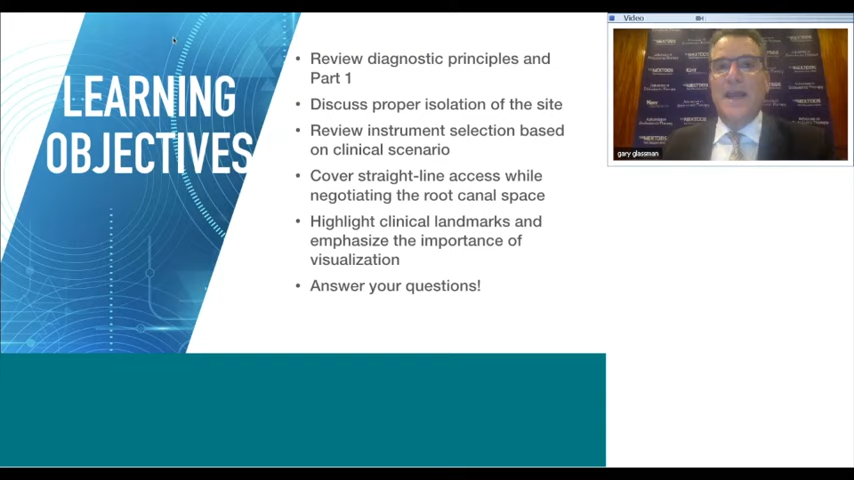 LEARNING
OBJECTIVES
• Review diagnostic principles and
Part 1
• Discuss proper isolation of the site
• Review instrument selection based
on clinical scenario
• Cover straight-line access while
negotiating the root canal space
• Highlight clinical landmarks and
emphasize the importance of
visualization
• Answer your questions!
Video
gary glassman